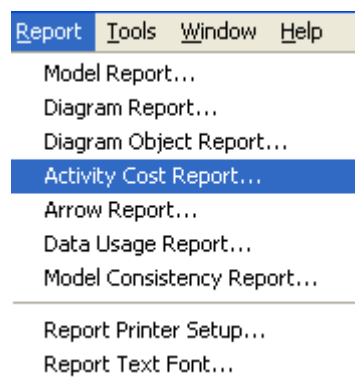 Report Tools Window Help
Model Report...
Diagram Report...
Diagram Object Report...
Activity Cost Report...
Arrow Report...
Data Usage Report...
Model Consistency Report...
Report Printer Setup...
Report Text Font...